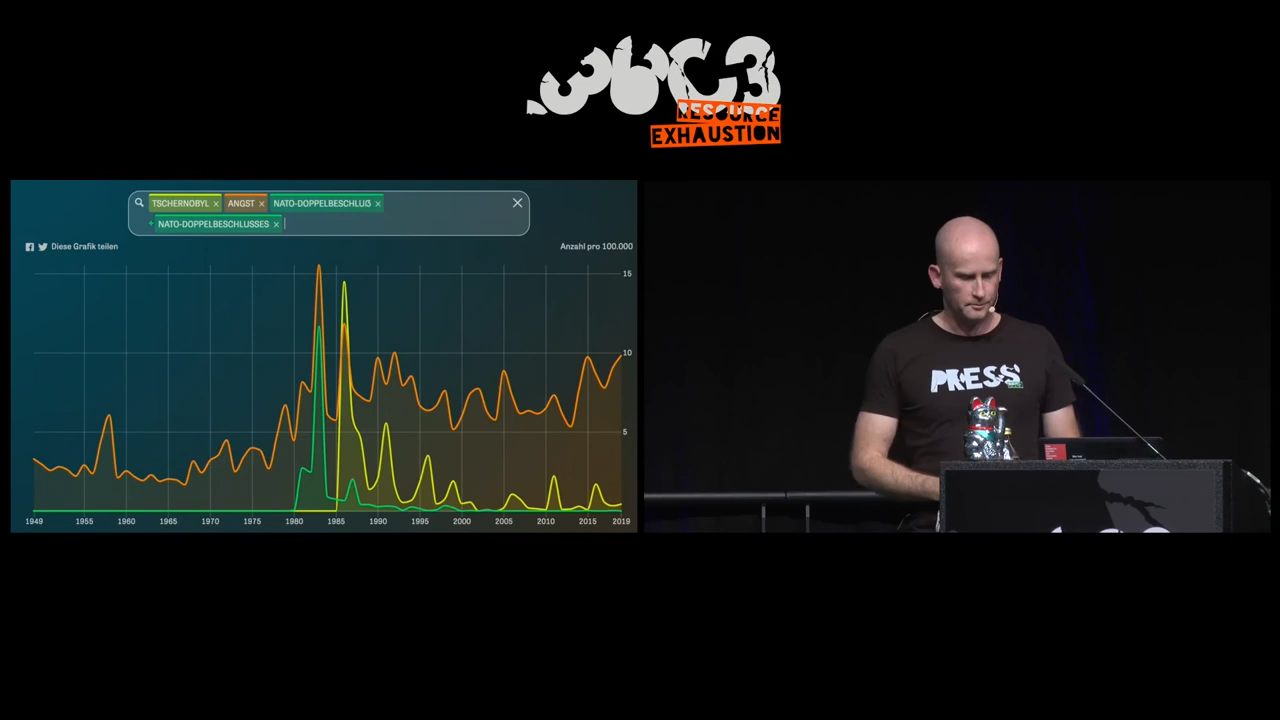 36C3
RESOURCE
EXHAUSTION
TSCHERNOBYL × ANGST × NATO-DOPPELBESCHLUẞ ×
+ NATO-DOPPELBESCHLUSSES ×
Diese Grafik teilen
Anzahl pro 100.000
15
10
5
1949 1955 1960 1965 1970 1975 1980 1985 1990 1995 2000 2005 2010 2015 2019
PRESS